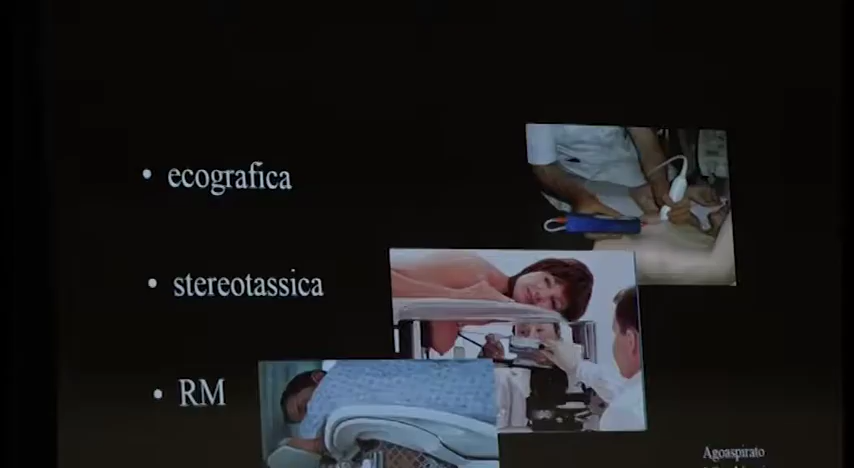 • ecografica
• stereotassica
• RM
Agoaspirato